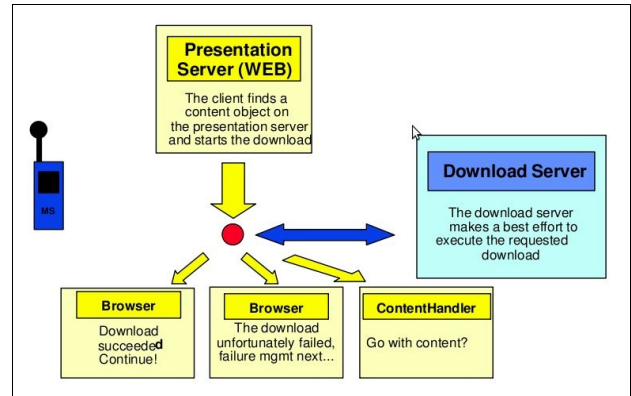 Presentation
Server (WEB)
The client finds a
content object on
the presentation server
and starts the download
MS
Download Server
The download server
makes a best effort to
execute the requested
download
Browser
Download
succeeded
Continue!
Browser
The download
unfortunately failed,
failure mgmt next...
ContentHandler
Go with content?